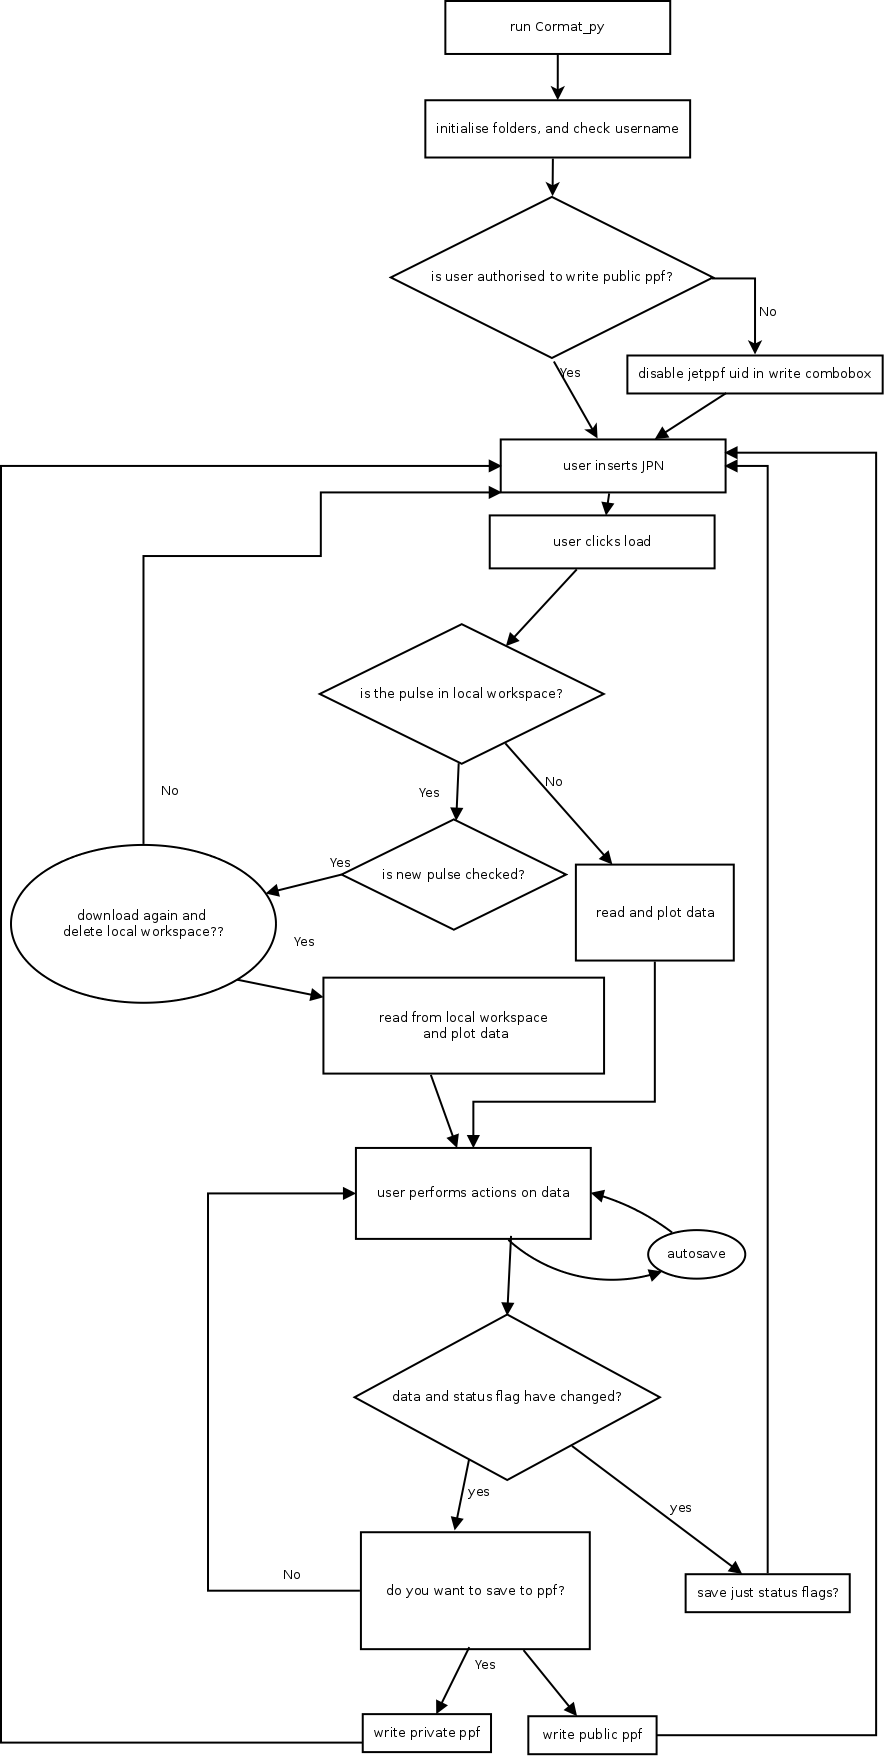 run Cormat_py
initialise folders, and check username
is user authorised to write public ppf?
No
Yes
disable jetppf uid in write combobox
user inserts JPN
user clicks load
is the pulse in local workspace?
No
Yes
No
Yes
is new pulse checked?
read and plot data
download again and
delete local workspace??
Yes
read from local workspace
and plot data
user performs actions on data
autosave
data and status flag have changed?
yes
yes
No
do you want to save to ppf?
save just status flags?
Yes
write private ppf
write public ppf